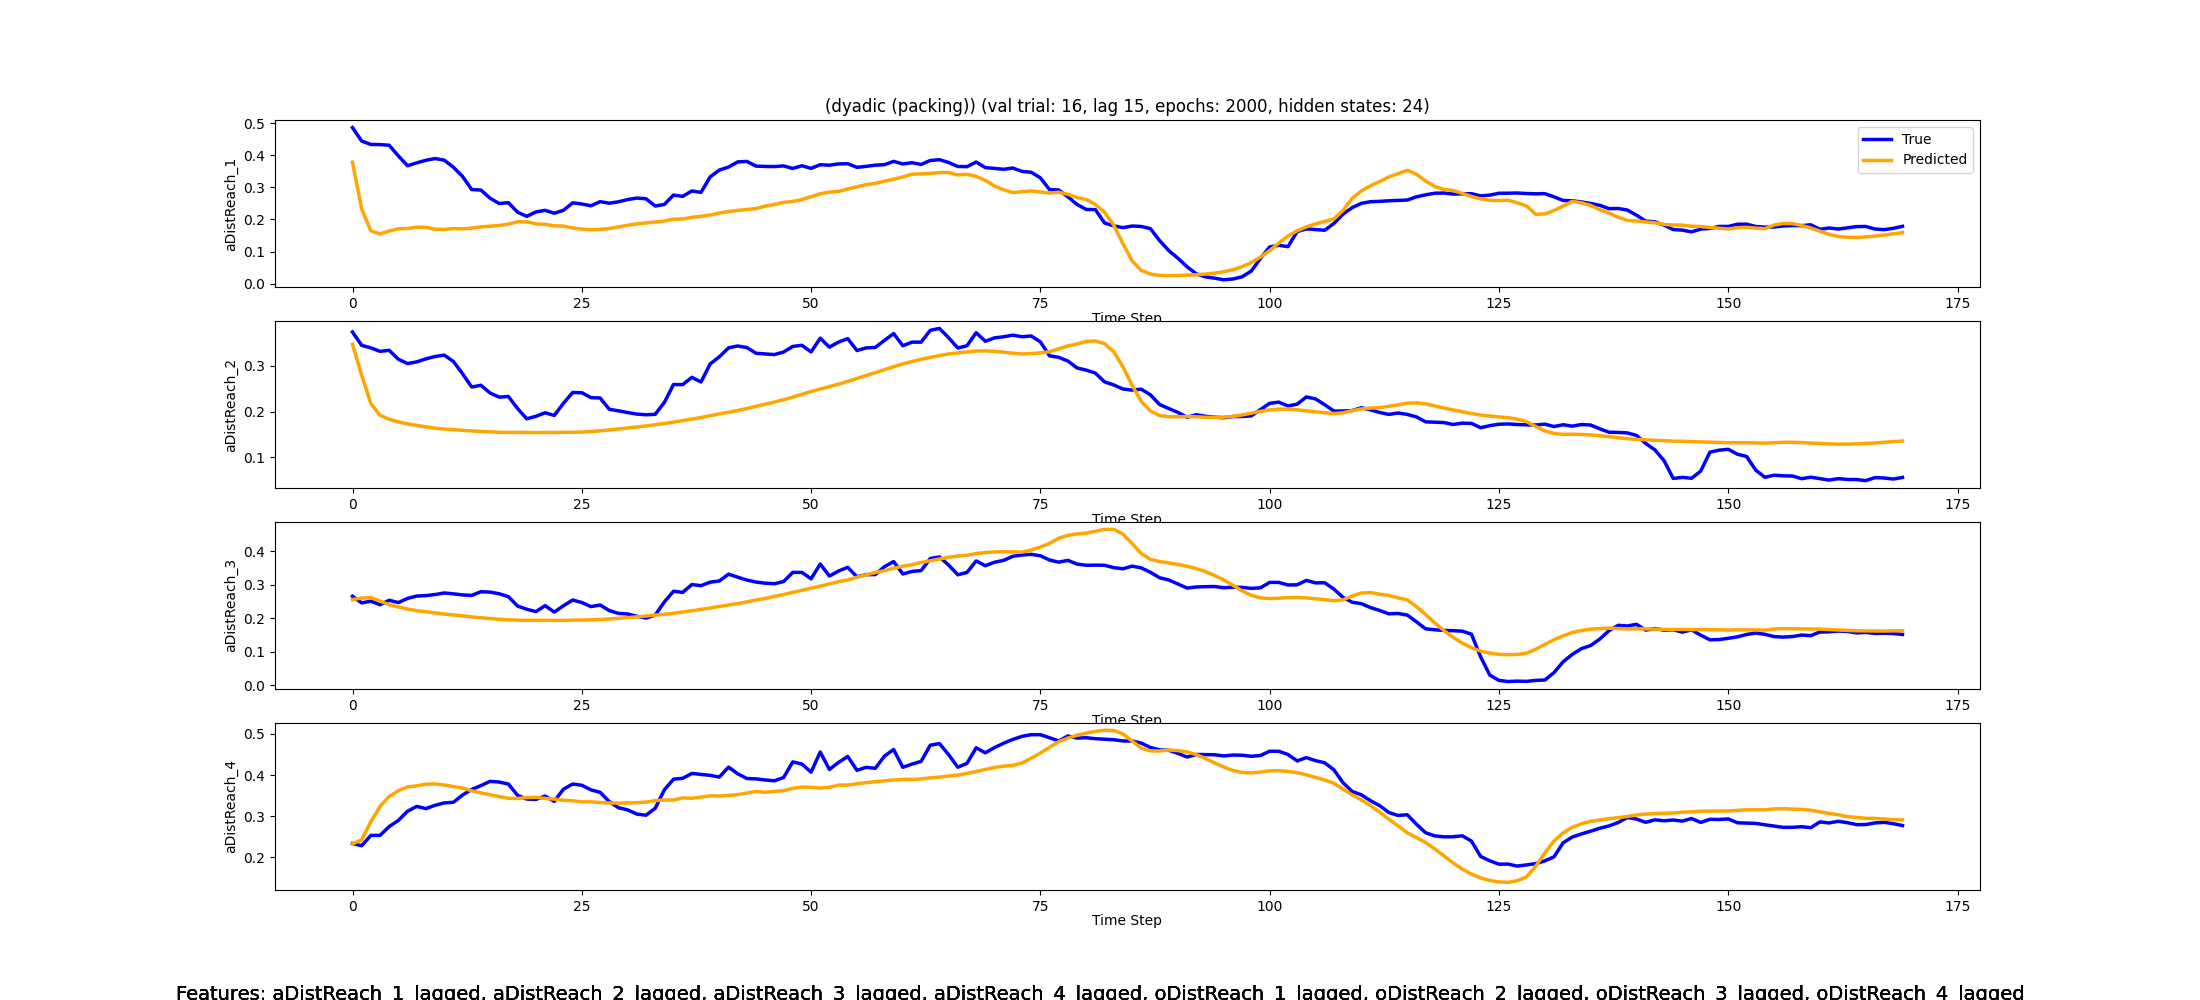 (dyadic (packing)) (val trial: 16, lag 15, epochs: 2000, hidden states: 24)
aDistReach_1
0.5
0.4
0.3
0.2
0.1
0.0
True
Predicted
0 25 50 75 100 125 150 175
Time Step
aDistReach_2
0.3
0.2
0.1
0 25 50 75 100 125 150 175
Time Step
aDistReach_3
0.4
0.3
0.2
0.1
0.0
0 25 50 75 100 125 150 175
Time Step
aDistReach_4
0.5
0.4
0.3
0.2
0 25 50 75 100 125 150 175
Time Step
Features: aDistReach_1_lagged, aDistReach_2_lagged, aDistReach_3_lagged, aDistReach_4_lagged, oDistReach_1_lagged, oDistReach_2_lagged, oDistReach_3_lagged, oDistReach_4_lagged